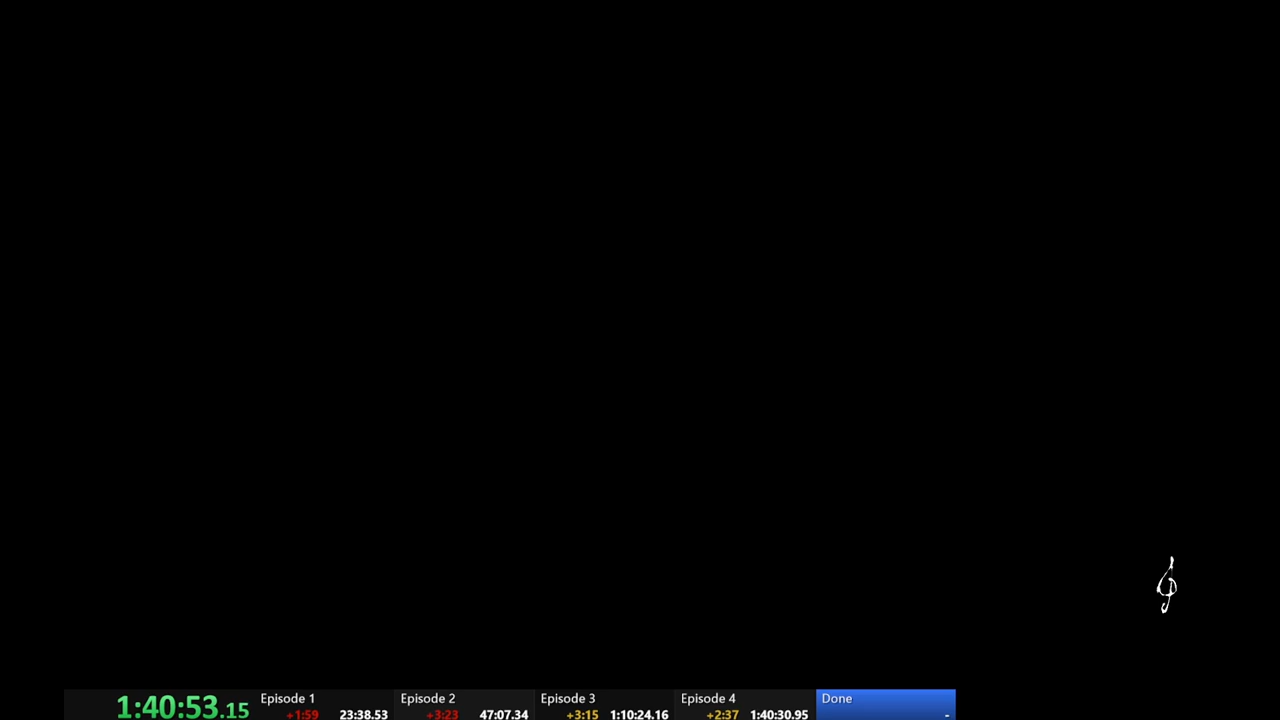 1:40:53.15
Episode 1
+1:59 23:38.53
Episode 2
+3:23 47:07.34
Episode 3
+3:15 1:10:24.16
Episode 4
+2:37 1:40:30.95
Done
-